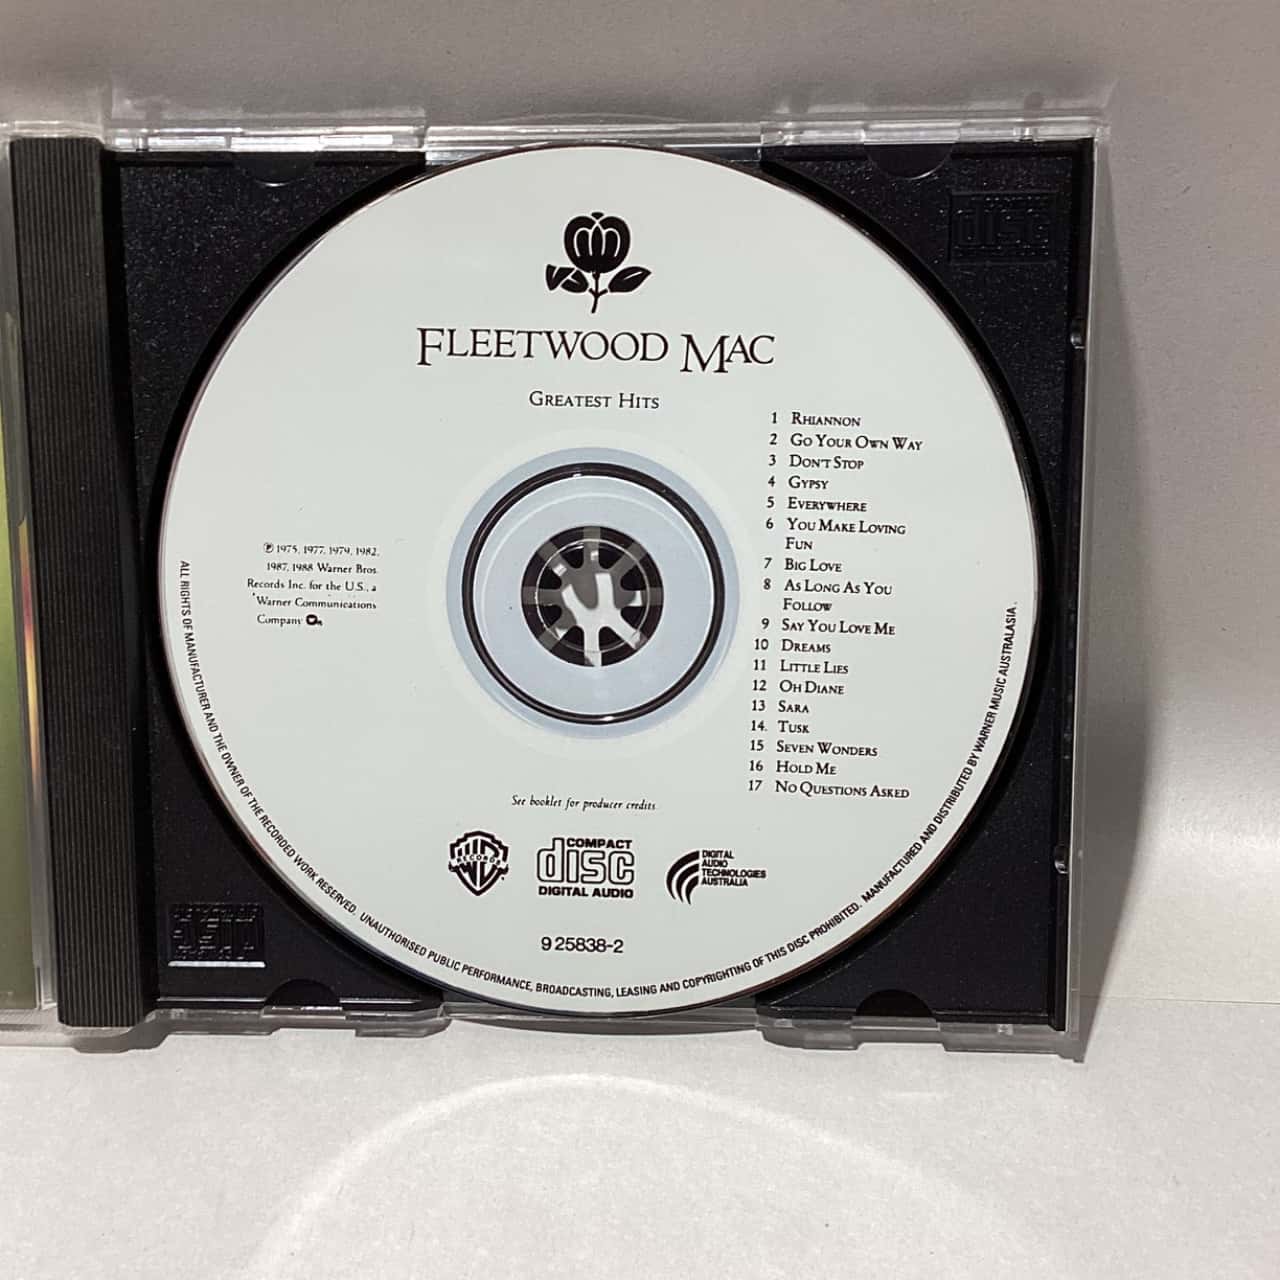 FLEETWOOD MAC
GREATEST HITS
1 RHIANNON
2 GO YOUR OWN WAY
3 DON'T STOP
4 GYPSY
5 EVERYWHERE
6 YOU MAKE LOVING
FUN
7 BIG LOVE
8 AS LONG AS YOU
FOLLOW
9 SAY YOU LOVE ME
10 DREAMS
11 LITTLE LIES
12 OH DIANE
13 SARA
14. TUSK
15 SEVEN WONDERS
16 HOLD ME
17 NO QUESTIONS ASKED
℗ 1975, 1977, 1979, 1982,
1987, 1988 Warner Bros.
Records Inc. for the U.S., a
Warner Communications
Company
See booklet for producer credits.
WB RECORDS
COMPACT
disc
DIGITAL AUDIO
DIGITAL
AUDIO
TECHNOLOGIES
AUSTRALIA
9 25838-2
ALL RIGHTS OF MANUFACTURER AND THE OWNER OF THE RECORDED WORK RESERVED. UNAUTHORISED PUBLIC PERFORMANCE, BROADCASTING, LEASING AND COPYRIGHTING OF THIS DISC PROHIBITED. MANUFACTURED AND DISTRIBUTED BY WARNER MUSIC AUSTRALASIA.
disc